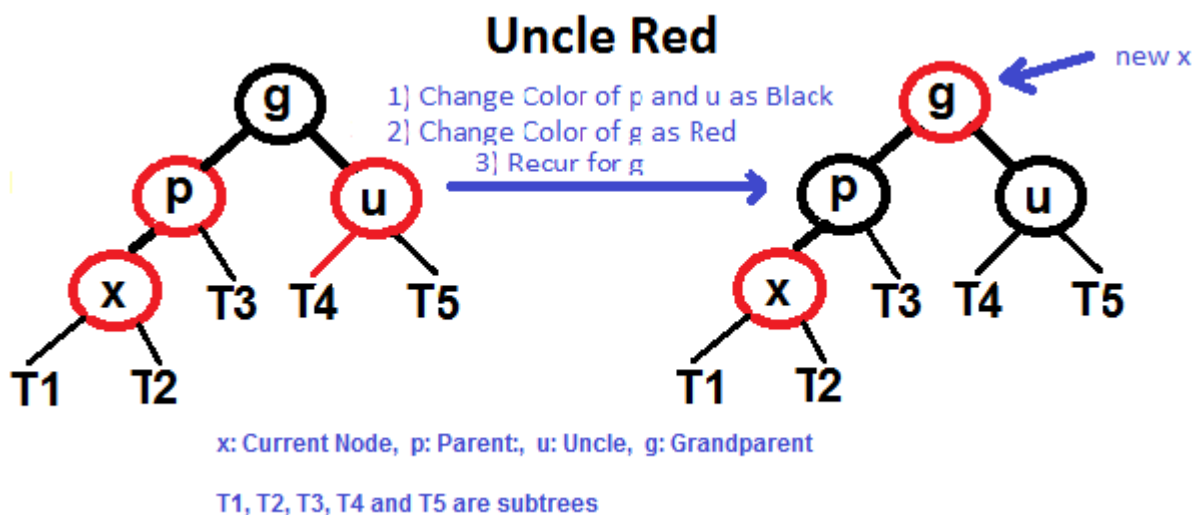 Uncle Red
new x
g
1) Change Color of p and u as Black
2) Change Color of g as Red
3) Recur for g
g
p
u
p
u
x
T3
T4
T5
x
T3
T4
T5
T1
T2
T1
T2
x: Current Node, p: Parent:, u: Uncle, g: Grandparent
T1, T2, T3, T4 and T5 are subtrees